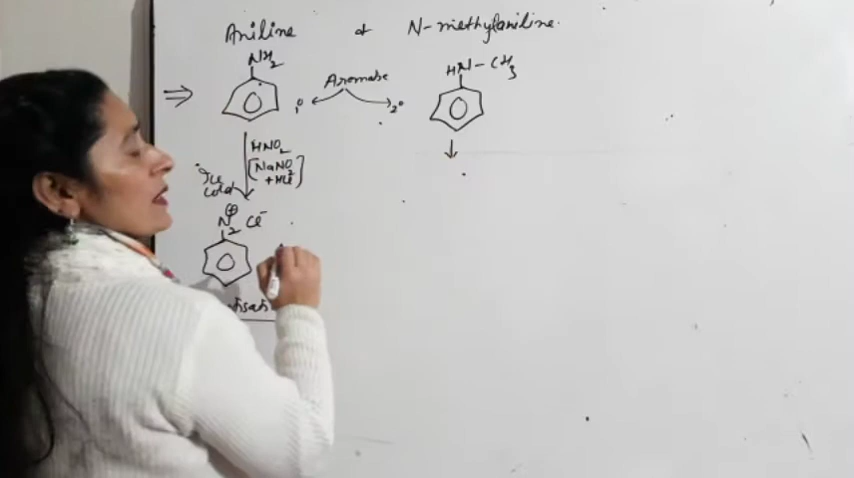 Aniline & N-methylaniline.
NH2
⇒ 1° Aromatic 2°
HN-CH3
HNO2
[NaNO2
+HCl]
Ice
cold
N2⊕ Cl-